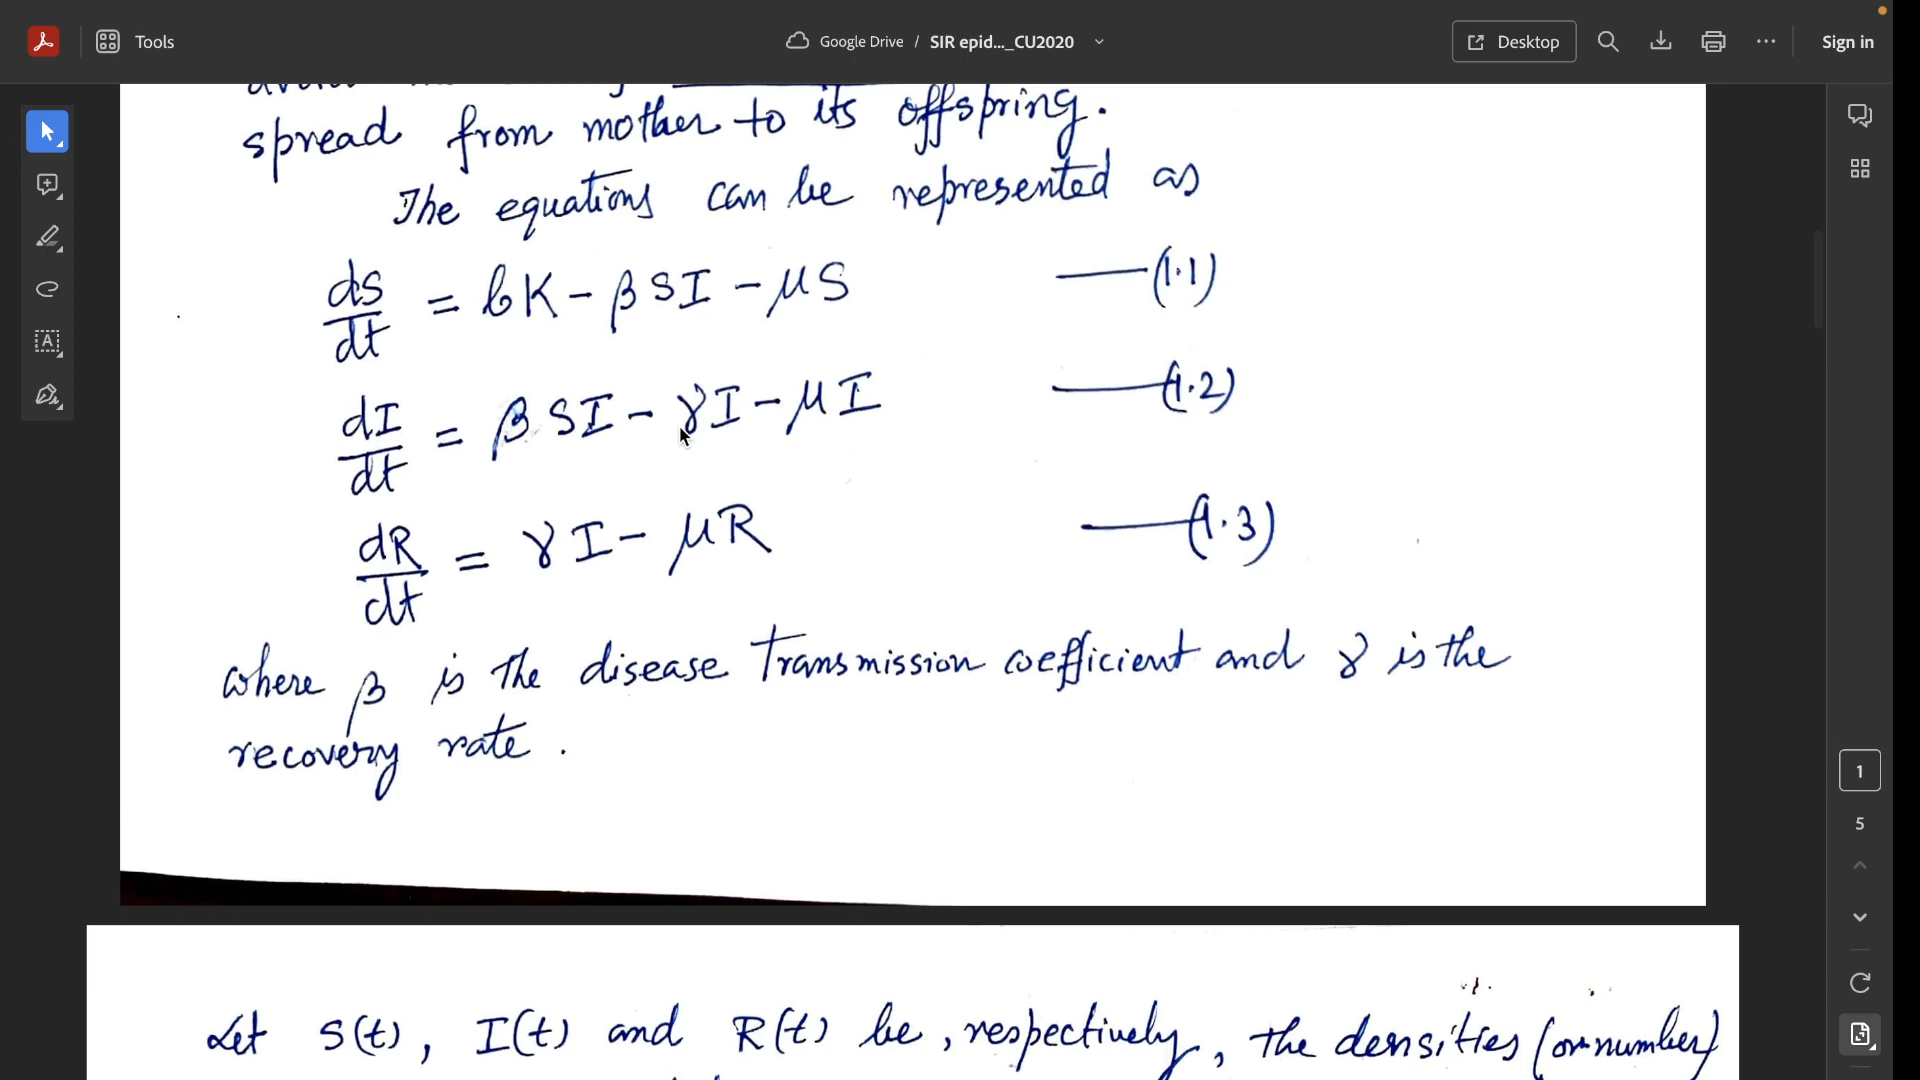 Tools
Google Drive / SIR epid..._CU2020
Desktop
Sign in
spread from mother to its offspring.
The equations can be represented as
dS/dt = bK - βSI - μS —(1.1)
dI/dt = βSI - γI - μI —(1.2)
dR/dt = γI - μR —(1.3)
where β is the disease Transmission coefficient and γ is the
recovery rate .
1
5
Let S(t), I(t) and R(t) be, respectively, the densities (or number)